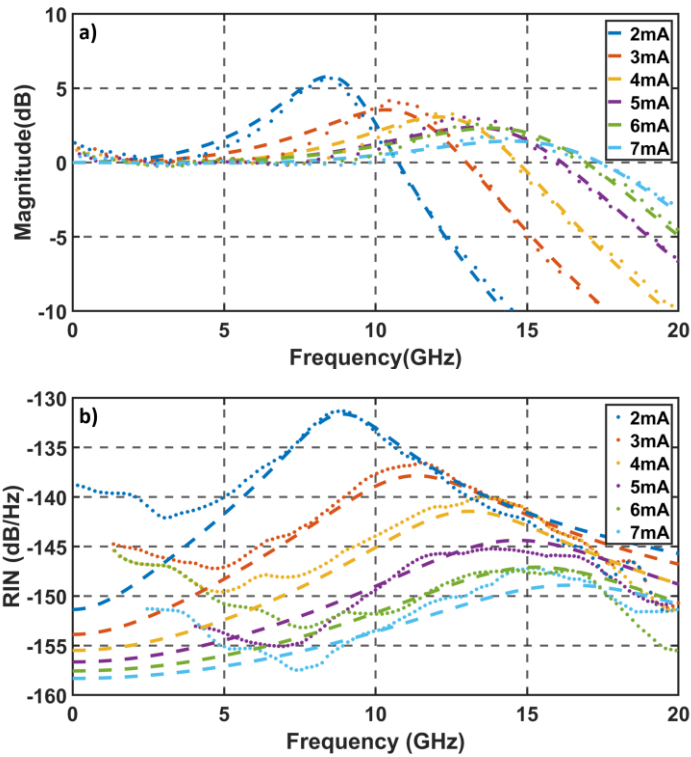 a)
10
5
0
-5
-10
Magnitude(dB)
0
5
10
15
20
Frequency(GHz)
2mA
3mA
4mA
5mA
6mA
7mA
b)
-130
-135
-140
-145
-150
-155
-160
RIN (dB/Hz)
0
5
10
15
20
Frequency (GHz)
2mA
3mA
4mA
5mA
6mA
7mA